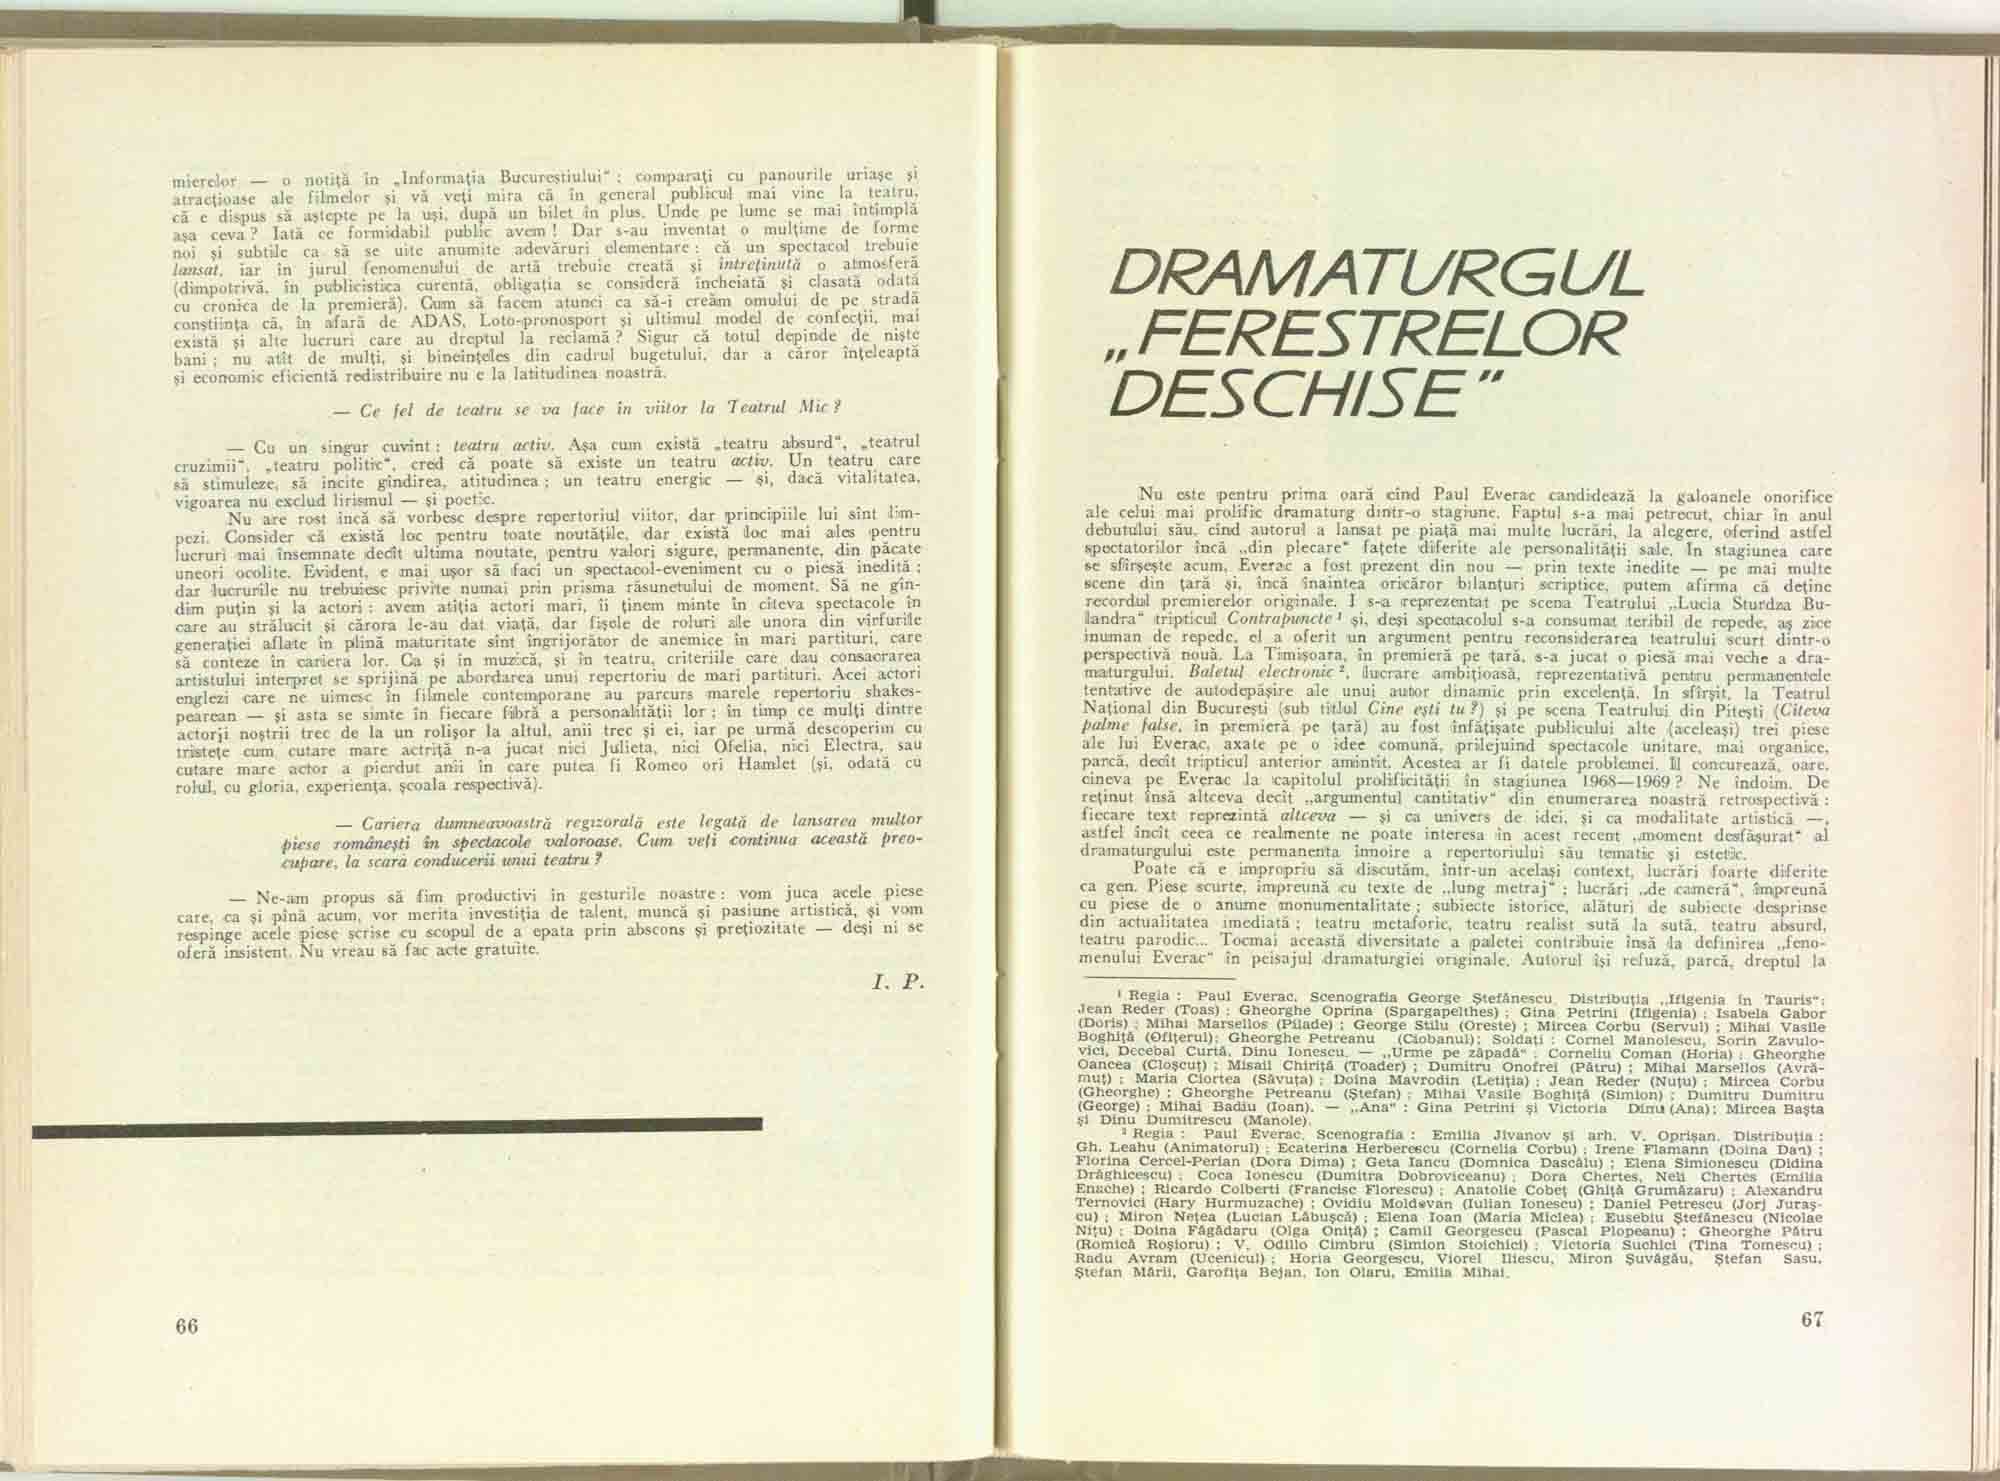 mierelor — o notiță în „Informația Bucureștiului" ; comparați cu panourile uriașe și
atracțioase ale filmelor și vă veți mira că în general publicul mai vine la teatru,
că e dispus să aștepte pe la uși, după un bilet în plus. Unde pe lume se mai întîmplă
așa ceva ? Iată ce formidabil public avem ! Dar s-au inventat o mulțime de forme
noi și subtile ca să se uite anumite adevăruri elementare : că un spectacol trebuie
lansat, iar în jurul fenomenului de artă trebuie creată și întreținută o atmosferă
(dimpotrivă, în publicistica curentă, obligația se consideră încheiată și clasată odată
cu cronica de la premieră). Cum să facem atunci ca să-i creăm omului de pe stradă
conștiința că, în afară de ADAS, Loto-pronosport și ultimul model de confecții, mai
există și alte lucruri care au dreptul la reclamă ? Sigur că totul depinde de niște
bani ; nu atît de mulți, și bineînțeles din cadrul bugetului, dar a căror înțeleaptă
și economic eficientă redistribuire nu e la latitudinea noastră.
— Ce fel de teatru se va face în viitor la Teatrul Mic ?
— Cu un singur cuvînt : teatru activ. Așa cum există „teatru absurd", „teatrul
cruzimii", „teatru politic", cred că poate să existe un teatru activ. Un teatru care
să stimuleze, să incite gîndirea, atitudinea ; un teatru energic — și, dacă vitalitatea,
vigoarea nu exclud lirismul — și poetic.
Nu are rost încă să vorbesc despre repertoriul viitor, dar principiile lui sînt lim-
pezi. Consider că există loc pentru toate noutățile, dar există loc mai ales pentru
lucruri mai însemnate decît ultima noutate, pentru valori sigure, permanente, din păcate
uneori ocolite. Evident, e mai ușor să faci un spectacol-eveniment cu o piesă inedită ;
dar lucrurile nu trebuiesc privite numai prin prisma răsunetului de moment. Să ne gîn-
dim puțin și la actori : avem atîția actori mari, îi ținem minte în cîteva spectacole în
care au strălucit și cărora le-au dat viață, dar fișele de roluri ale unora din vîrfurile
generației aflate în plină maturitate sînt îngrijorător de anemice în mari partituri, care
să conteze în cariera lor. Ca și în muzică, și în teatru, criteriile care dau consacrarea
artistului interpret se sprijină pe abordarea unui repertoriu de mari partituri. Acei actori
englezi care ne uimesc în filmele contemporane au parcurs marele repertoriu shakes-
pearean — și asta se simte în fiecare fibră a personalității lor ; în timp ce mulți dintre
actorii noștrii trec de la un rolișor la altul, anii trec și ei, iar pe urmă descoperim cu
tristețe cum cutare mare actriță n-a jucat nici Julieta, nici Ofelia, nici Electra, sau
cutare mare actor a pierdut anii în care putea fi Romeo ori Hamlet (și, odată cu
rolul, cu gloria, experiența, școala respectivă).
— Cariera dumneavoastră regizorală este legată de lansarea multor
piese românești în spectacole valoroase. Cum veți continua această preo-
cupare, la scara conducerii unui teatru ?
— Ne-am propus să fim productivi în gesturile noastre : vom juca acele piese
care, ca și pînă acum, vor merita investiția de talent, muncă și pasiune artistică, și vom
respinge acele piese scrise cu scopul de a epata prin abscons și prețiozitate — deși ni se
oferă insistent. Nu vreau să fac acte gratuite.
I. P.
66
DRAMATURGUL
„FERESTRELOR
DESCHISE"
Nu este pentru prima oară cînd Paul Everac candidează la galoanele onorifice
ale celui mai prolific dramaturg dintr-o stagiune. Faptul s-a mai petrecut, chiar în anul
debutului său, cînd autorul a lansat pe piață mai multe lucrări, la alegere, oferind astfel
spectatorilor încă „din plecare" fațete diferite ale personalității sale. În stagiunea care
se sfîrșește acum, Everac a fost prezent din nou — prin texte inedite — pe mai multe
scene din țară și, încă înaintea oricăror bilanțuri scriptice, putem afirma că deține
recordul premierelor originale. I s-a reprezentat pe scena Teatrului „Lucia Sturdza Bu-
landra" tripticul Contrapuncte ¹ și, deși spectacolul s-a consumat teribil de repede, aș zice
inuman de repede, el a oferit un argument pentru reconsiderarea teatrului scurt dintr-o
perspectivă nouă. La Timișoara, în premieră pe țară, s-a jucat o piesă mai veche a dra-
maturgului, Baletul electronic ², lucrare ambițioasă, reprezentativă pentru permanentele
tentative de autodepășire ale unui autor dinamic prin excelență. În sfîrșit, la Teatrul
Național din București (sub titlul Cine ești tu ?) și pe scena Teatrului din Pitești (Cîteva
palme false, în premieră pe țară) au fost înfățișate publicului alte (aceleași) trei piese
ale lui Everac, axate pe o idee comună, prilejuind spectacole unitare, mai organice,
parcă, decît tripticul anterior amintit. Acestea ar fi datele problemei. Îl concurează, oare,
cineva pe Everac la capitolul prolificității în stagiunea 1968—1969 ? Ne îndoim. De
reținut însă altceva decît „argumentul cantitativ" din enumerarea noastră retrospectivă :
fiecare text reprezintă altceva — și ca univers de idei, și ca modalitate artistică —,
astfel încît ceea ce realmente ne poate interesa în acest recent „moment desfășurat" al
dramaturgului este permanenta înnoire a repertoriului său tematic și estetic.
Poate că e impropriu să discutăm, într-un același context, lucrări foarte diferite
ca gen. Piese scurte, împreună cu texte de „lung metraj" ; lucrări „de cameră", împreună
cu piese de o anume monumentalitate ; subiecte istorice, alături de subiecte desprinse
din actualitatea imediată ; teatru metaforic, teatru realist sută la sută, teatru absurd,
teatru parodic... Tocmai această diversitate a paletei contribuie însă la definirea „feno-
menului Everac" în peisajul dramaturgiei originale. Autorul își refuză, parcă, dreptul la
¹ Regia : Paul Everac. Scenografia George Ștefănescu. Distribuția „Ifigenia în Tauris":
Jean Reder (Toas) ; Gheorghe Oprina (Spargapelthes) ; Gina Petrini (Ifigenia) ; Isabela Gabor
(Doris) ; Mihai Marsellos (Pilade) ; George Stilu (Oreste) ; Mircea Corbu (Servul) ; Mihai Vasile
Boghiță (Ofițerul); Gheorghe Petreanu (Ciobanul); Soldați : Cornel Manolescu, Sorin Zavulo-
vici, Decebal Curtă, Dinu Ionescu. — „Urme pe zăpadă" : Corneliu Coman (Horia) ; Gheorghe
Oancea (Cloșcuț) ; Misail Chiriță (Toader) ; Dumitru Onofrei (Pătru) ; Mihai Marsellos (Avră-
muț) ; Maria Ciortea (Săvuța) ; Doina Mavrodin (Letiția) ; Jean Reder (Nuțu) ; Mircea Corbu
(Gheorghe) ; Gheorghe Petreanu (Ștefan) ; Mihai Vasile Boghiță (Simion) ; Dumitru Dumitru
(George) ; Mihai Badiu (Ioan). — „Ana" : Gina Petrini și Victoria Dinu (Ana); Mircea Bașta
și Dinu Dumitrescu (Manole).
² Regia : Paul Everac. Scenografia : Emilia Jivanov și arh. V. Oprișan. Distribuția :
Gh. Leahu (Animatorul) ; Ecaterina Herberescu (Cornelia Corbu) ; Irene Flamann (Doina Dan) ;
Florina Cercel-Perian (Dora Dima) ; Geta Iancu (Domnica Dascălu) ; Elena Simionescu (Didina
Drăghicescu) ; Coca Ionescu (Dumitra Dobroviceanu) ; Dora Chertes, Neli Chertes (Emilia
Enache) ; Ricardo Colberti (Francisc Florescu) ; Anatolie Cobeț (Ghiță Grumăzaru) ; Alexandru
Ternovici (Hary Hurmuzache) ; Ovidiu Moldovan (Iulian Ionescu) ; Daniel Petrescu (Jorj Juraș-
cu) ; Miron Nețea (Lucian Lăbușcă) ; Elena Ioan (Maria Miclea) ; Eusebiu Ștefănescu (Nicolae
Nițu) ; Doina Făgădaru (Olga Oniță) ; Camil Georgescu (Pascal Plopeanu) ; Gheorghe Pătru
(Romică Roșioru) ; V. Odillo Cimbru (Simion Stoichici) ; Victoria Suchici (Tina Tomescu) ;
Radu Avram (Ucenicul) ; Horia Georgescu, Viorel Iliescu, Miron Șuvăgău, Ștefan Sasu,
Ștefan Mării, Garofița Bejan, Ion Olaru, Emilia Mihai.
67